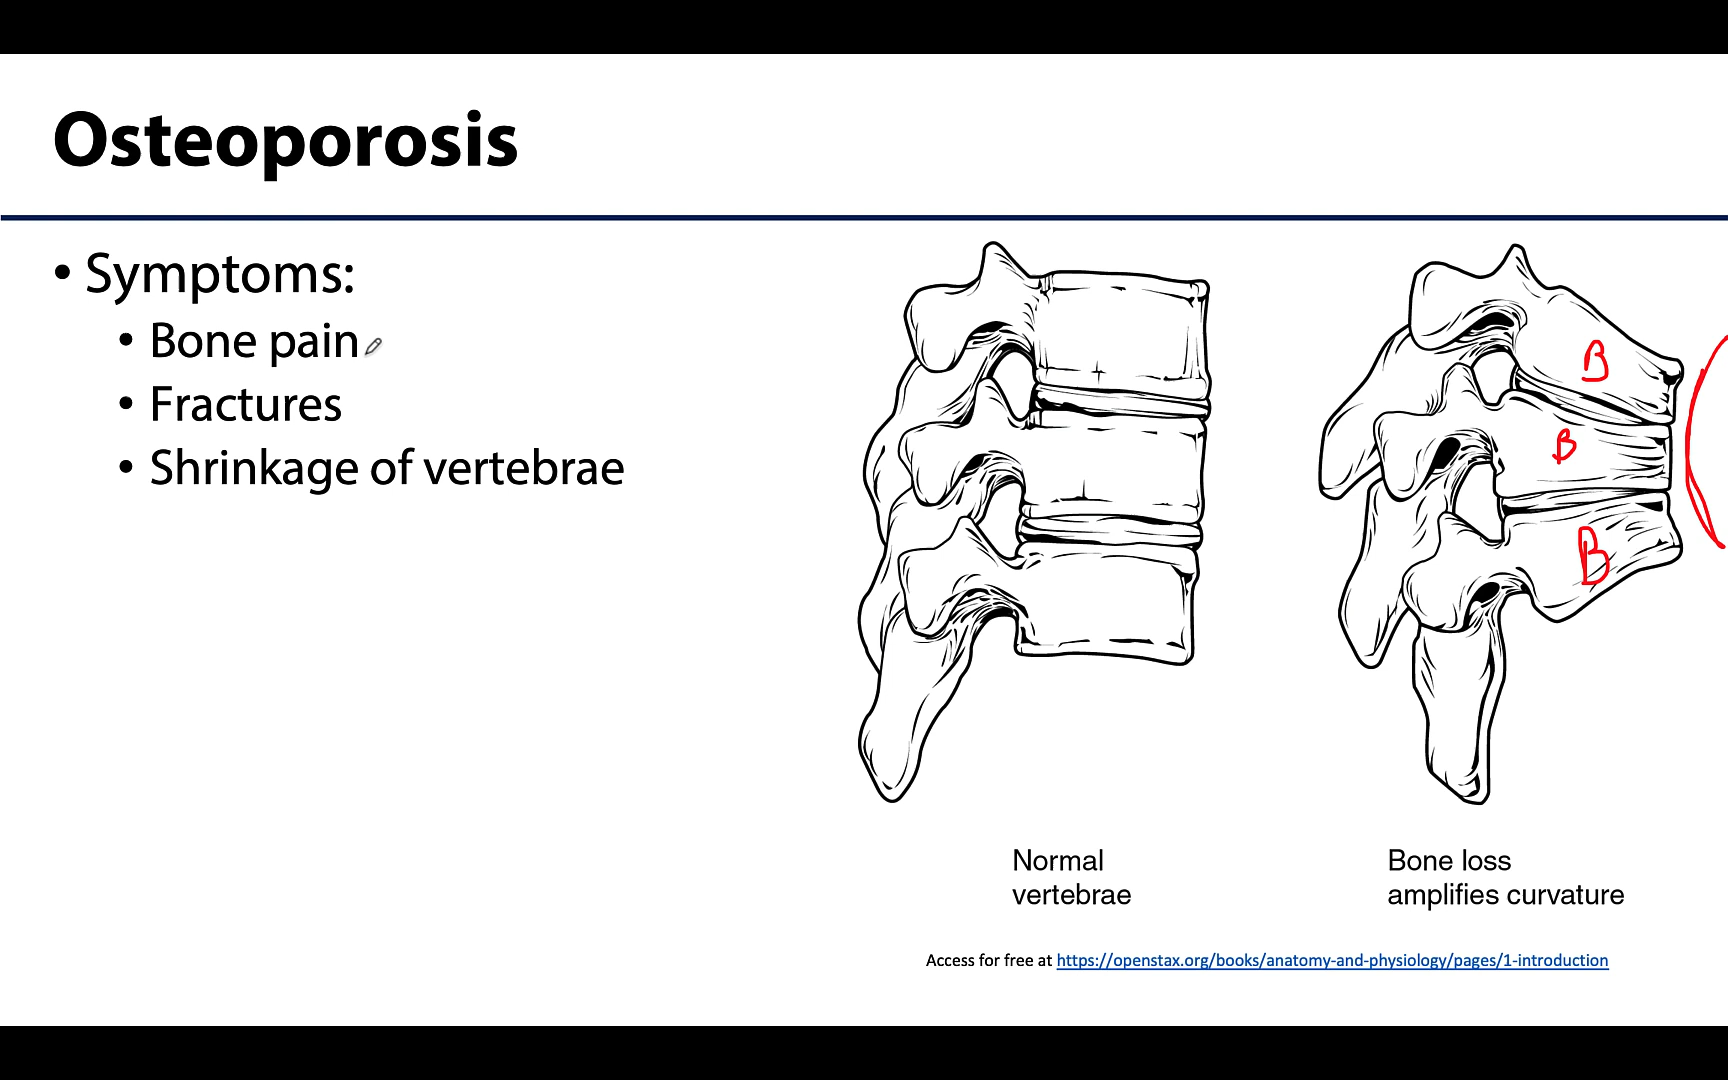 Osteoporosis
• Symptoms:
• Bone pain
• Fractures
• Shrinkage of vertebrae
B
B
B
Normal
vertebrae
Bone loss
amplifies curvature
Access for free at https://openstax.org/books/anatomy-and-physiology/pages/1-introduction